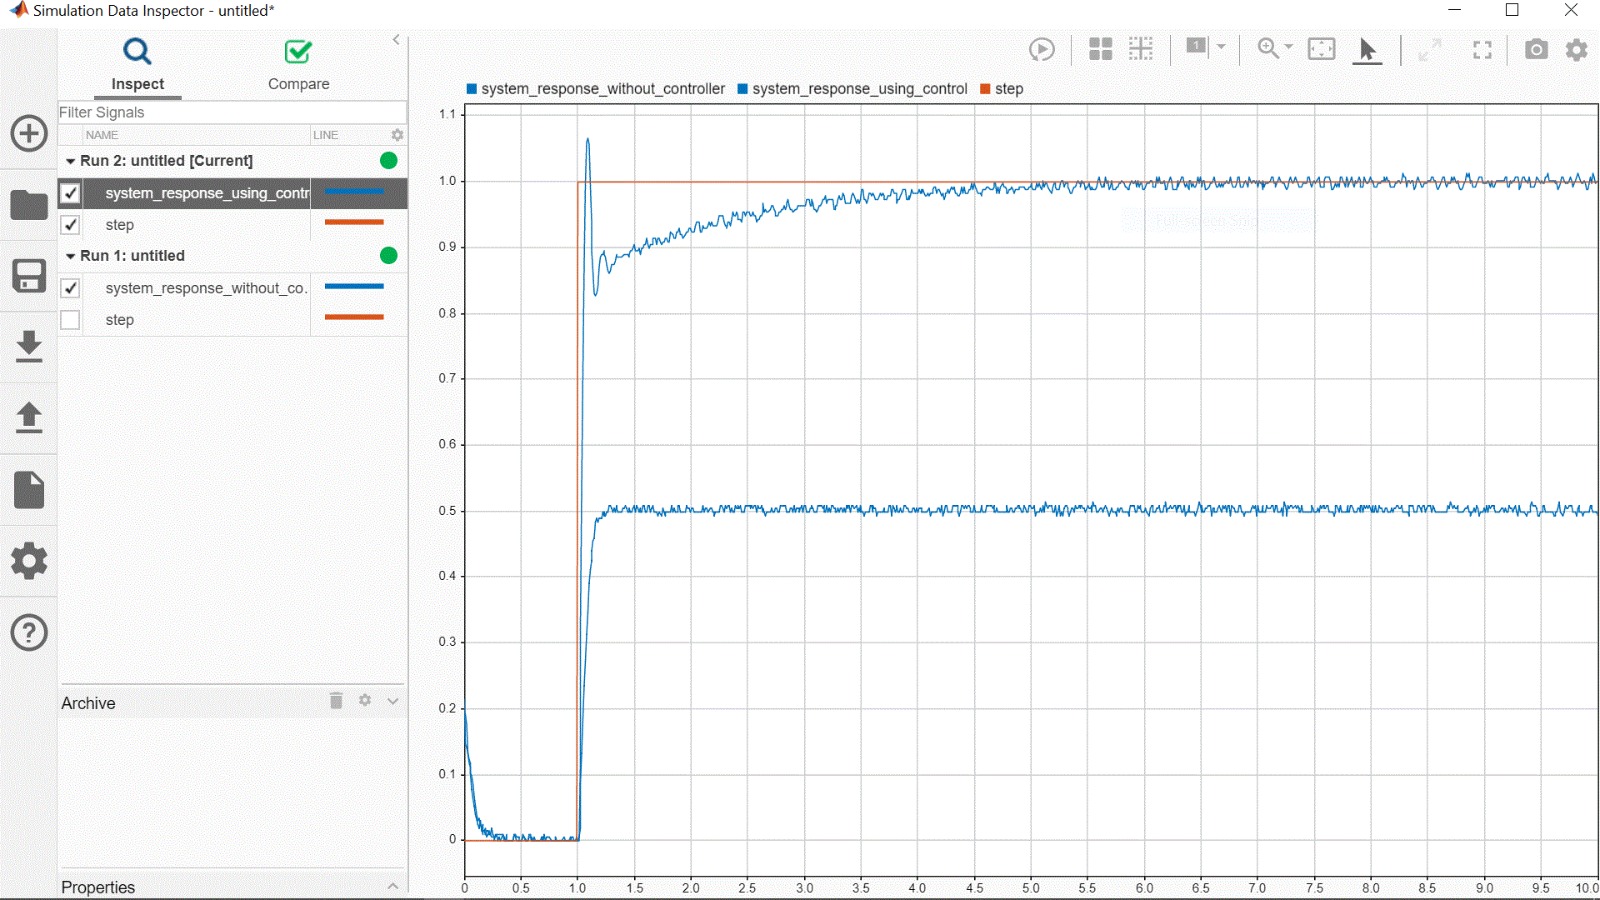 Simulation Data Inspector - untitled*
Inspect
Compare
Filter Signals
NAME
LINE
Run 2: untitled [Current]
system_response_using_contr
step
Run 1: untitled
system_response_without_co.
step
Archive
Properties
1
system_response_without_controller
system_response_using_control
step
1.1
1.0
0.9
0.8
0.7
0.6
0.5
0.4
0.3
0.2
0.1
0
0 0.5 1.0 1.5 2.0 2.5 3.0 3.5 4.0 4.5 5.0 5.5 6.0 6.5 7.0 7.5 8.0 8.5 9.0 9.5 10.0